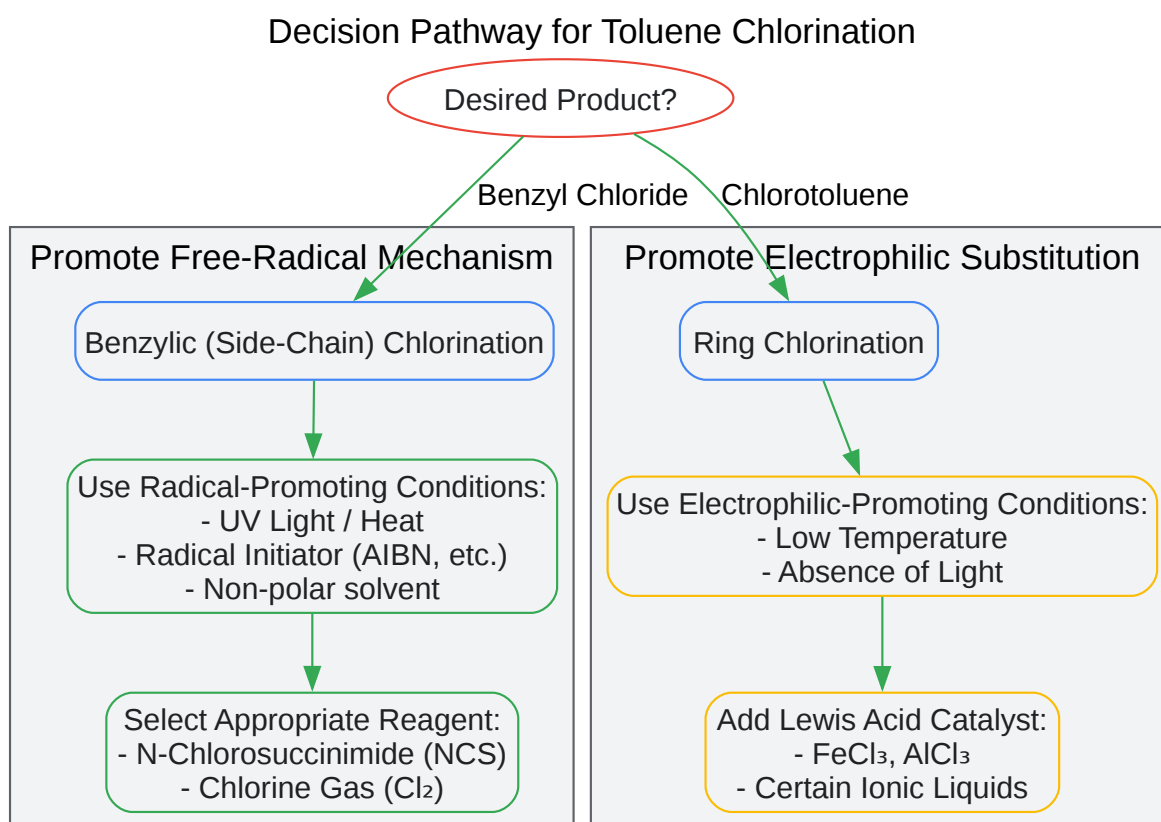 Decision Pathway for Toluene Chlorination
Desired Product?
Benzyl Chloride
Chlorotoluene
Promote Free-Radical Mechanism
Benzylic (Side-Chain) Chlorination
Use Radical-Promoting Conditions:
- UV Light / Heat
- Radical Initiator (AIBN, etc.)
- Non-polar solvent
Select Appropriate Reagent:
- N-Chlorosuccinimide (NCS)
- Chlorine Gas (Cl₂)
Promote Electrophilic Substitution
Ring Chlorination
Use Electrophilic-Promoting Conditions:
- Low Temperature
- Absence of Light
Add Lewis Acid Catalyst:
- FeCl₃, AlCl₃
- Certain Ionic Liquids